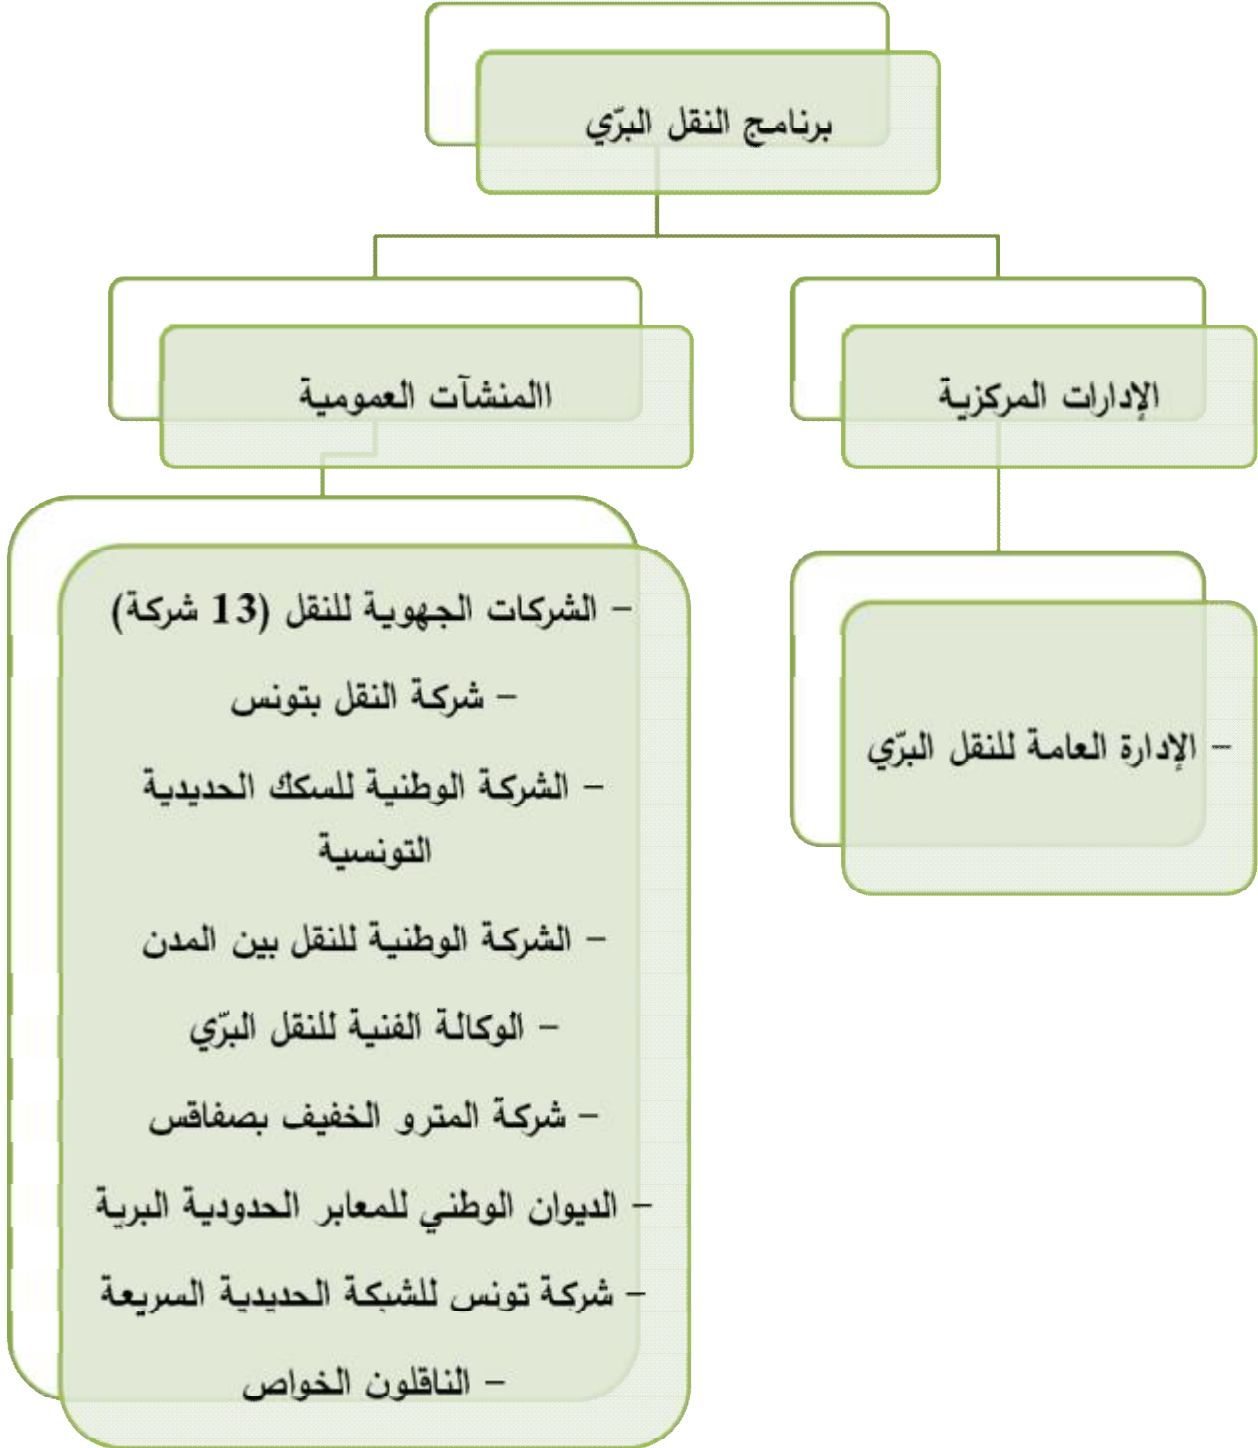 برنامج النقل البرّي
الإدارات المركزية
االمنشآت العمومية
– الإدارة العامة للنقل البرّي
– الشركات الجهوية للنقل (13 شركة)
– شركة النقل بتونس
– الشركة الوطنية للسكك الحديدية
التونسية
– الشركة الوطنية للنقل بين المدن
– الوكالة الفنية للنقل البرّي
– شركة المترو الخفيف بصفاقس
– الديوان الوطني للمعابر الحدودية البرية
– شركة تونس للشبكة الحديدية السريعة
– الناقلون الخواص